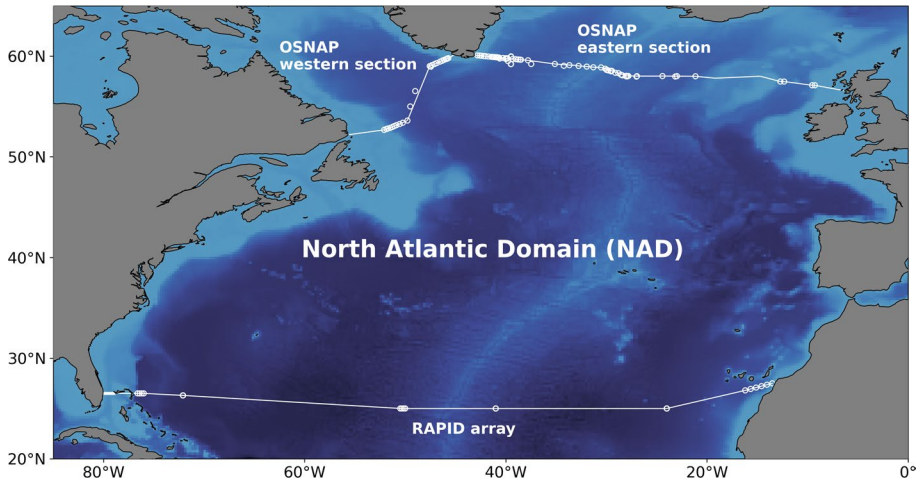 60°N
OSNAP
western section
OSNAP
eastern section
50°N
North Atlantic Domain (NAD)
40°N
30°N
RAPID array
20°N
80°W
60°W
40°W
20°W
0°